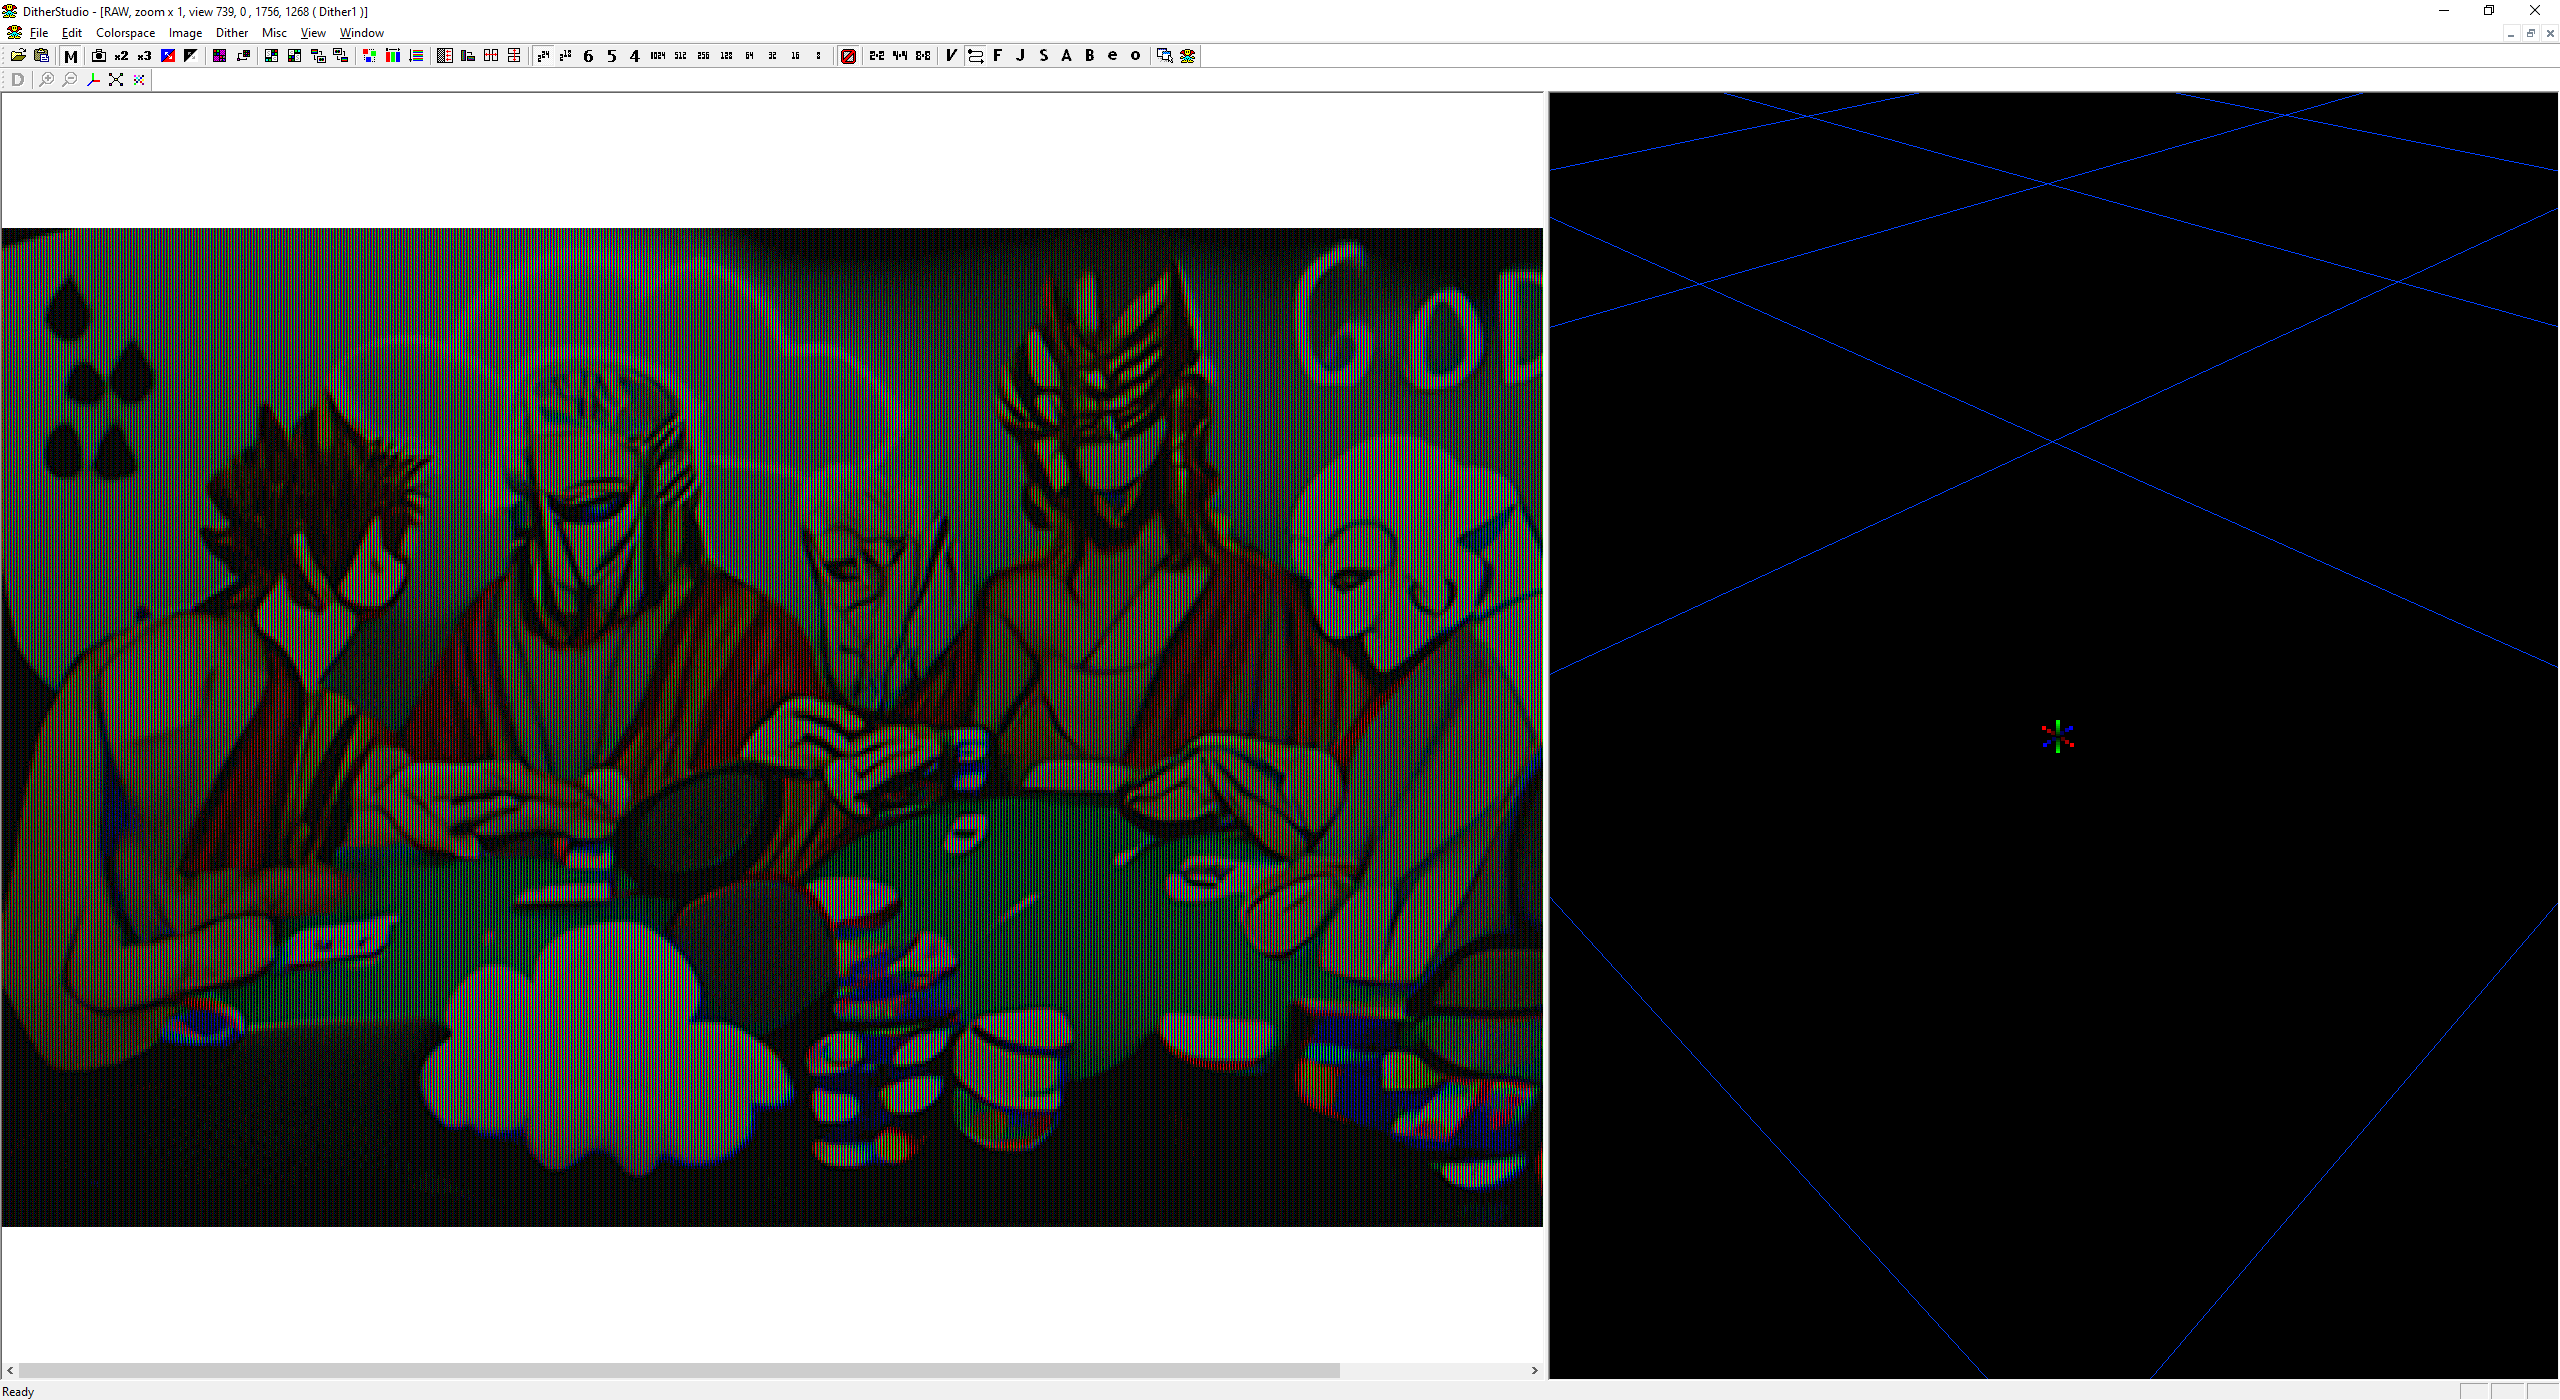 DitherStudio - [RAW, zoom x 1, view 739, 0 , 1756, 1268 ( Dither1 )]
File Edit Colorspace Image Dither Misc View Window
M x2 x3 2²⁴ 2¹⁸ 6 5 4 1024 512 256 128 64 32 16 8 2×2 4×4 8×8 V F J S A B e o
D
GOD
Ready